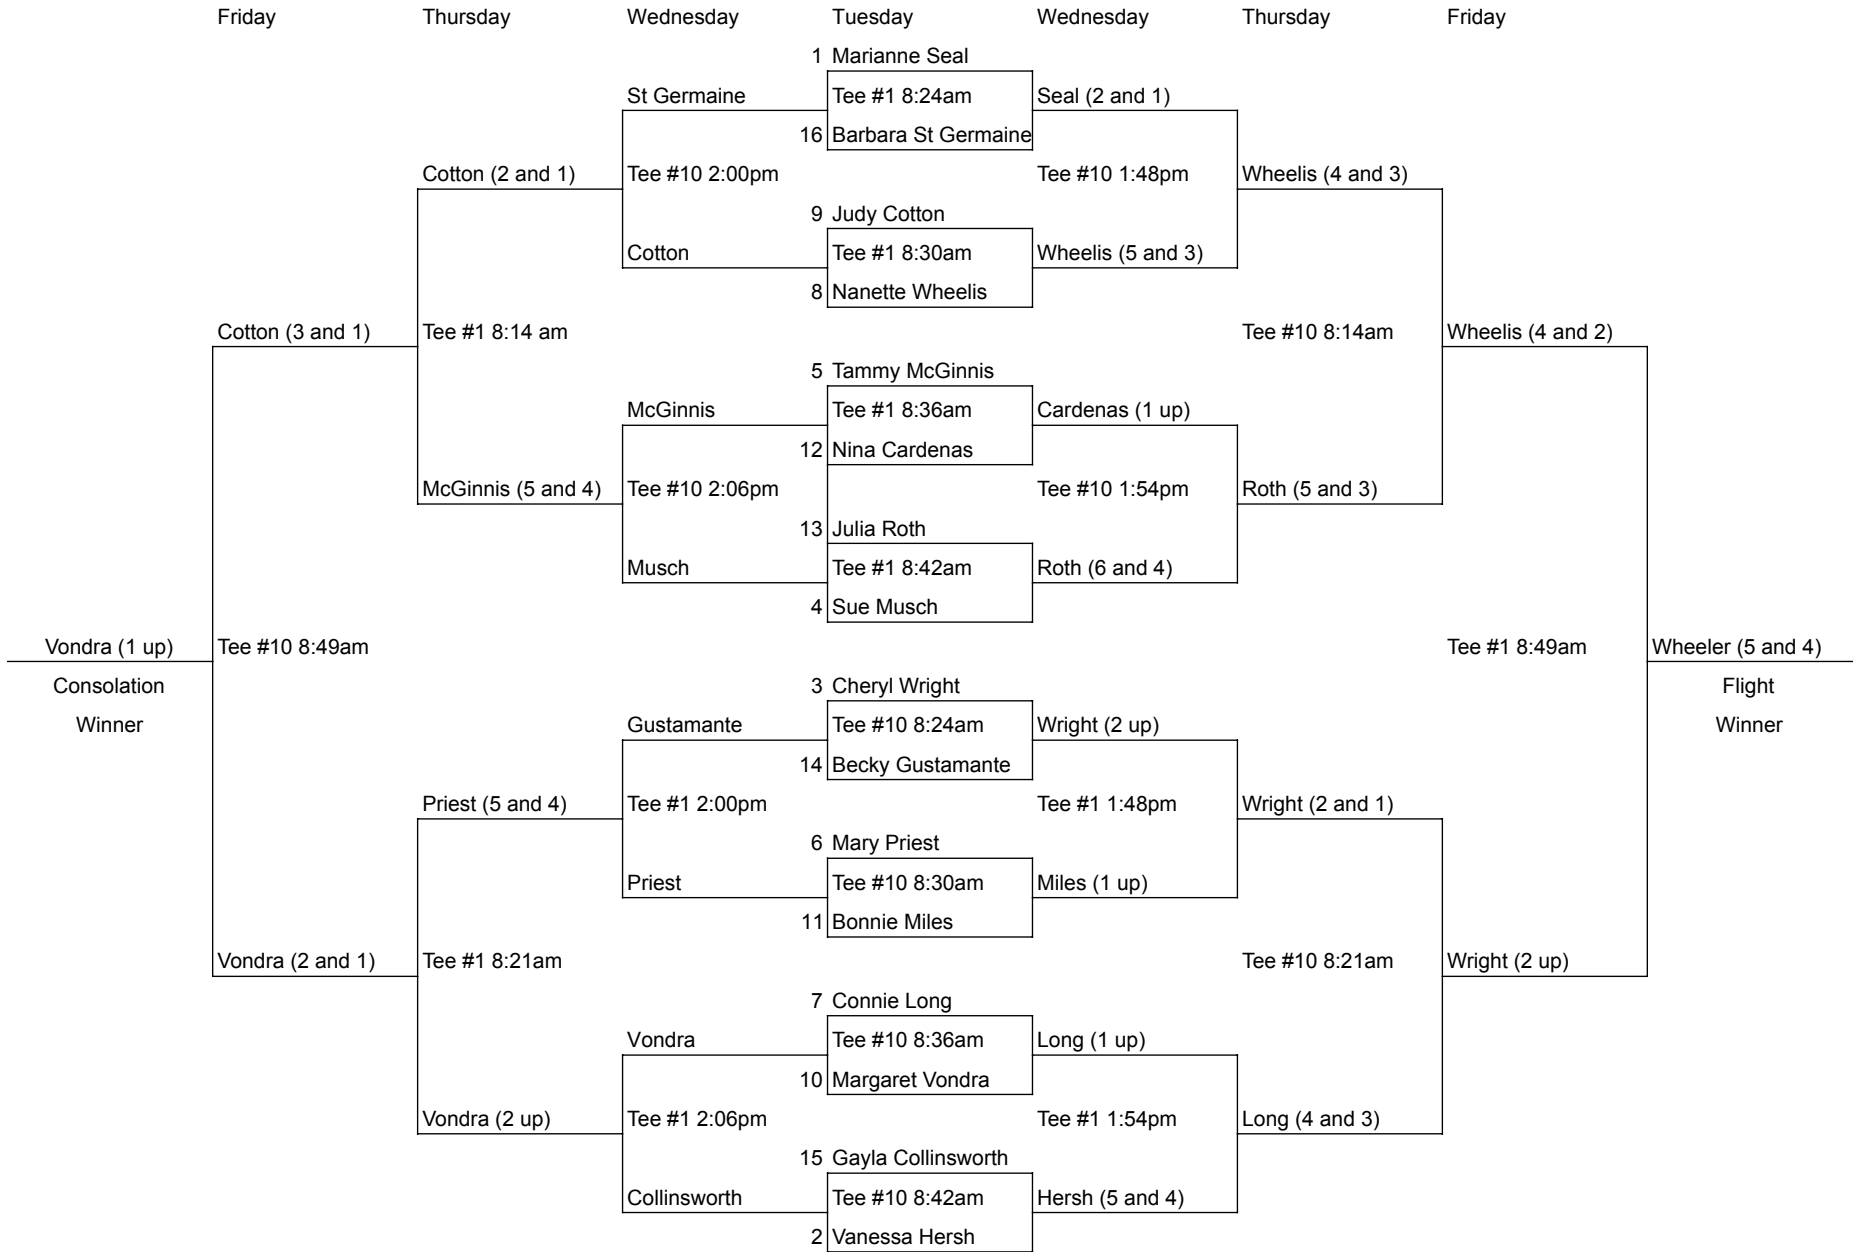 Friday Thursday Wednesday Tuesday Wednesday Thursday Friday
1 Marianne Seal
St Germaine Tee #1 8:24am Seal (2 and 1)
16 Barbara St Germaine
Cotton (2 and 1) Tee #10 2:00pm Tee #10 1:48pm Wheelis (4 and 3)
9 Judy Cotton
Cotton Tee #1 8:30am Wheelis (5 and 3)
8 Nanette Wheelis
Cotton (3 and 1) Tee #1 8:14 am Tee #10 8:14am Wheelis (4 and 2)
5 Tammy McGinnis
McGinnis Tee #1 8:36am Cardenas (1 up)
12 Nina Cardenas
McGinnis (5 and 4) Tee #10 2:06pm Tee #10 1:54pm Roth (5 and 3)
13 Julia Roth
Musch Tee #1 8:42am Roth (6 and 4)
4 Sue Musch
Vondra (1 up) Tee #10 8:49am Tee #1 8:49am Wheeler (5 and 4)
Consolation 3 Cheryl Wright Flight
Winner Gustamante Tee #10 8:24am Wright (2 up) Winner
14 Becky Gustamante
Priest (5 and 4) Tee #1 2:00pm Tee #1 1:48pm Wright (2 and 1)
6 Mary Priest
Priest Tee #10 8:30am Miles (1 up)
11 Bonnie Miles
Vondra (2 and 1) Tee #1 8:21am Tee #10 8:21am Wright (2 up)
7 Connie Long
Vondra Tee #10 8:36am Long (1 up)
10 Margaret Vondra
Vondra (2 up) Tee #1 2:06pm Tee #1 1:54pm Long (4 and 3)
15 Gayla Collinsworth
Collinsworth Tee #10 8:42am Hersh (5 and 4)
2 Vanessa Hersh